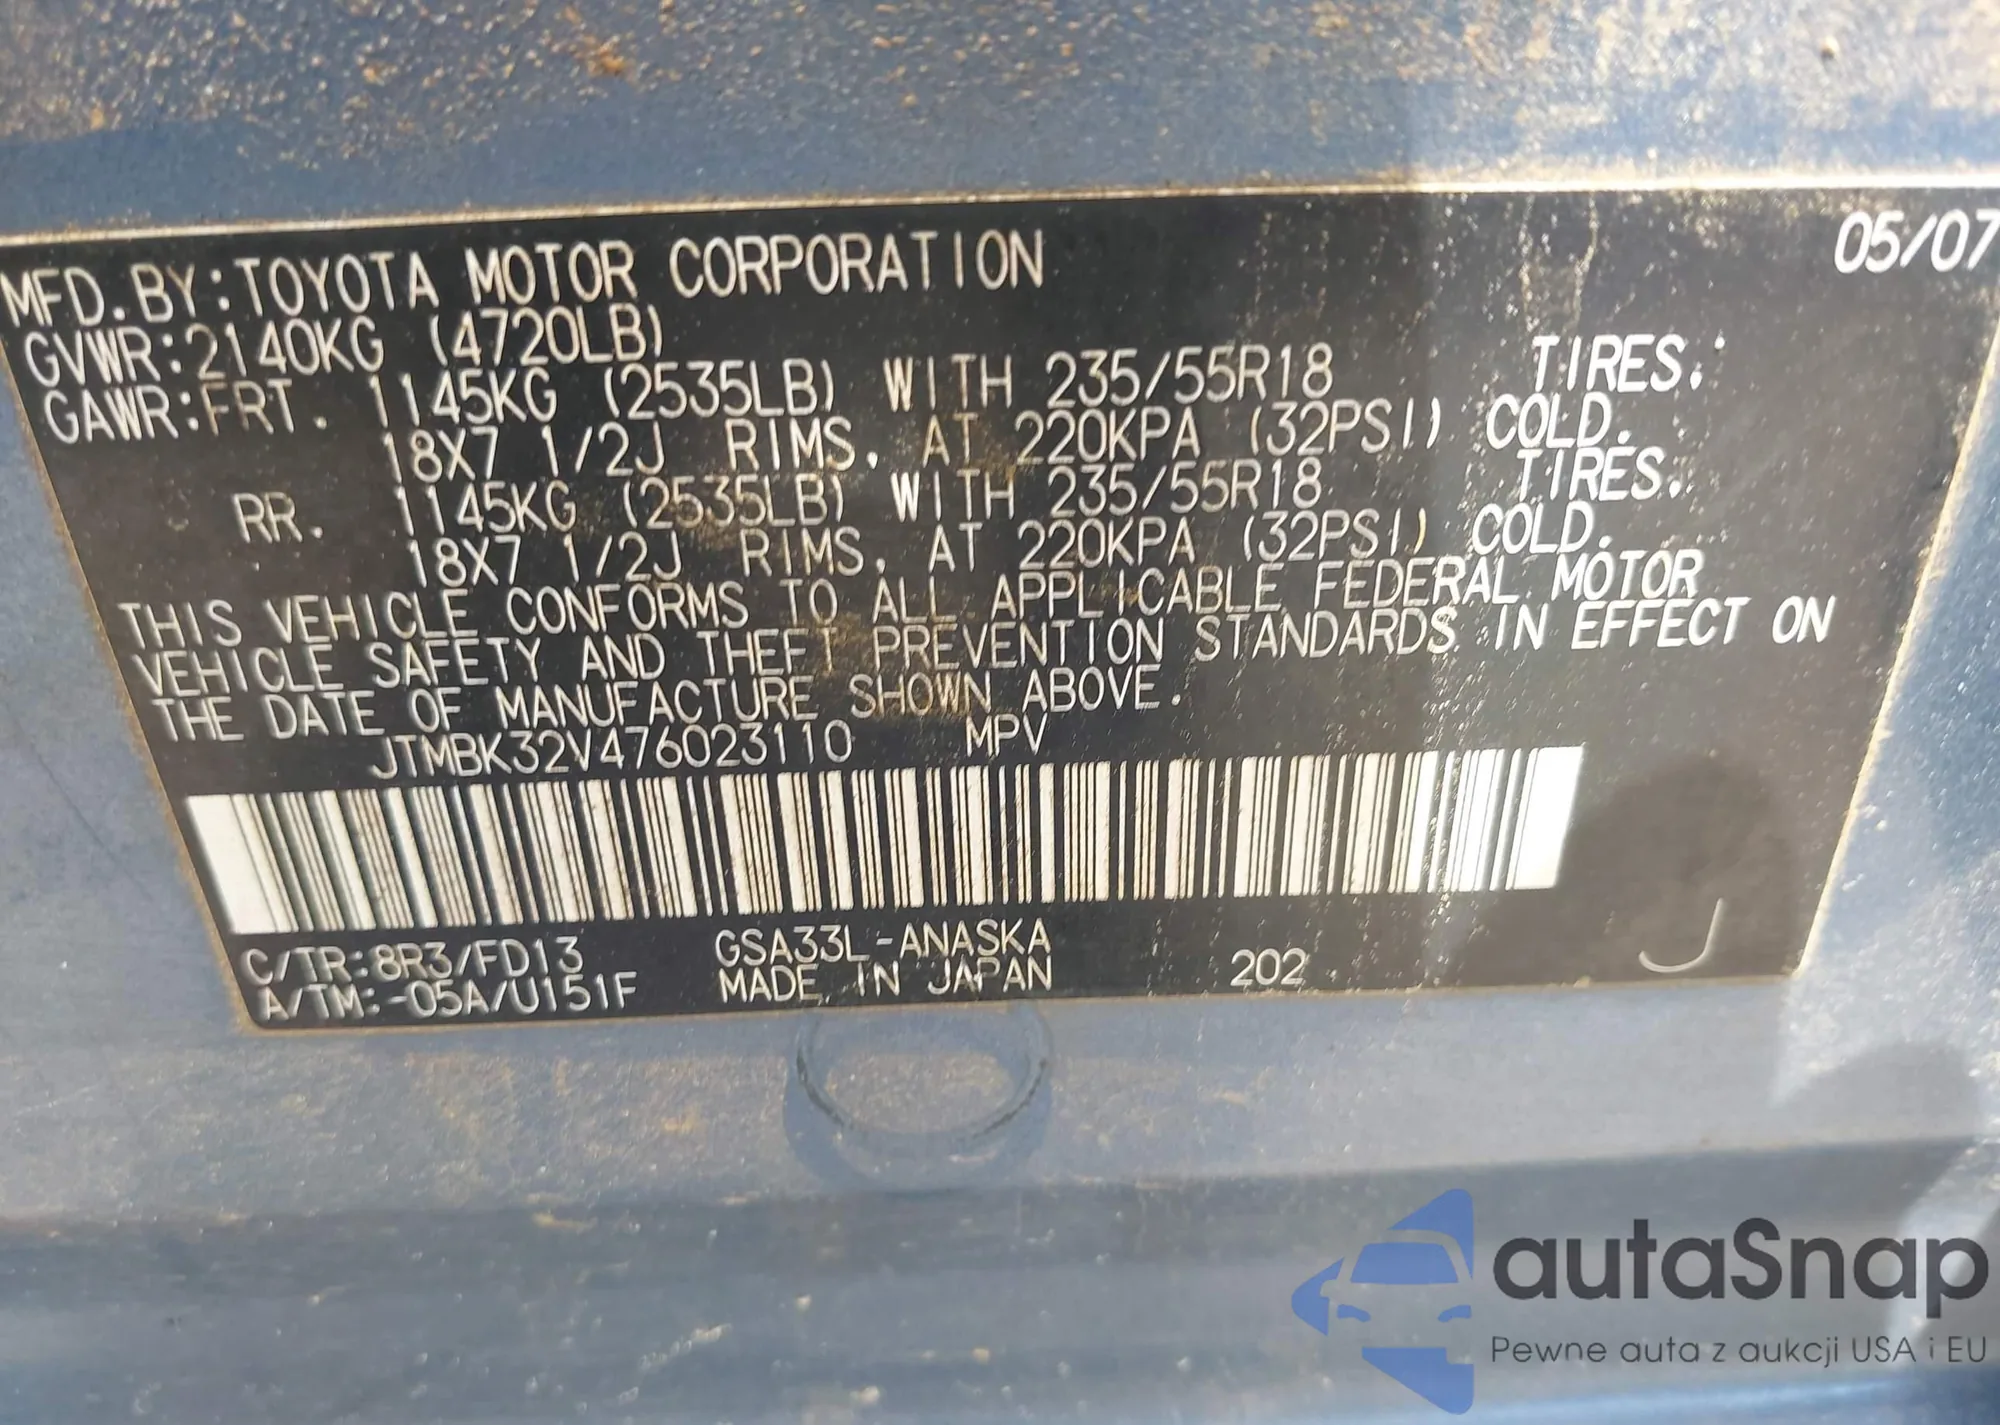 05/07
MFD.BY:TOYOTA MOTOR CORPORATION
GVWR:2140KG (4720LB)
GAWR:FRT. 1145KG (2535LB) WITH 235/55R18 TIRES.
18X7 1/2J RIMS, AT 220KPA (32PSI) COLD.
RR. 1145KG (2535LB) WITH 235/55R18 TIRES.
18X7 1/2J RIMS, AT 220KPA (32PSI) COLD.
THIS VEHICLE CONFORMS TO ALL APPLICABLE FEDERAL MOTOR
VEHICLE SAFETY AND THEFT PREVENTION STANDARDS IN EFFECT ON
THE DATE OF MANUFACTURE SHOWN ABOVE.
JTMBK32V476023110 MPV
C/TR:8R3/FD13 GSA33L-ANASKA
A/TM:-05A/U151F MADE IN JAPAN 202 J
autaSnap
Pewne auta z aukcji USA i EU